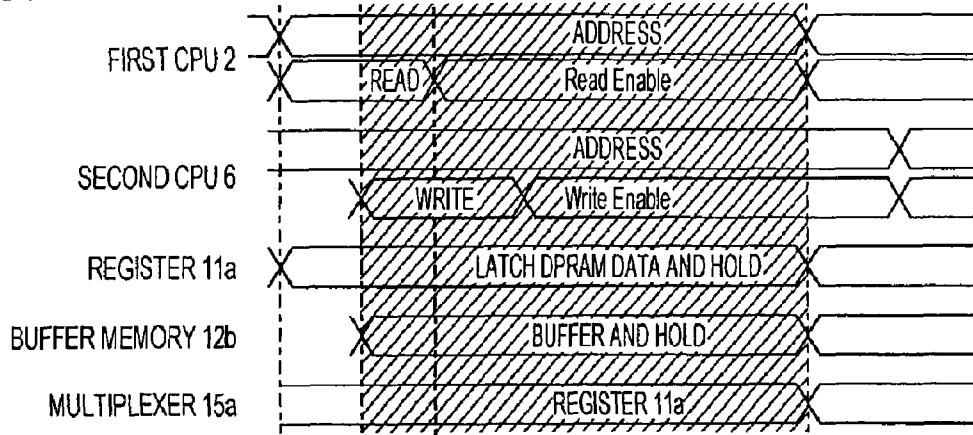 ADDRESS
FIRST CPU 2
READ Read Enable
ADDRESS
SECOND CPU 6
WRITE Write Enable
REGISTER 11a LATCH DPRAM DATA AND HOLD
BUFFER MEMORY 12b BUFFER AND HOLD
MULTIPLEXER 15a REGISTER 11a